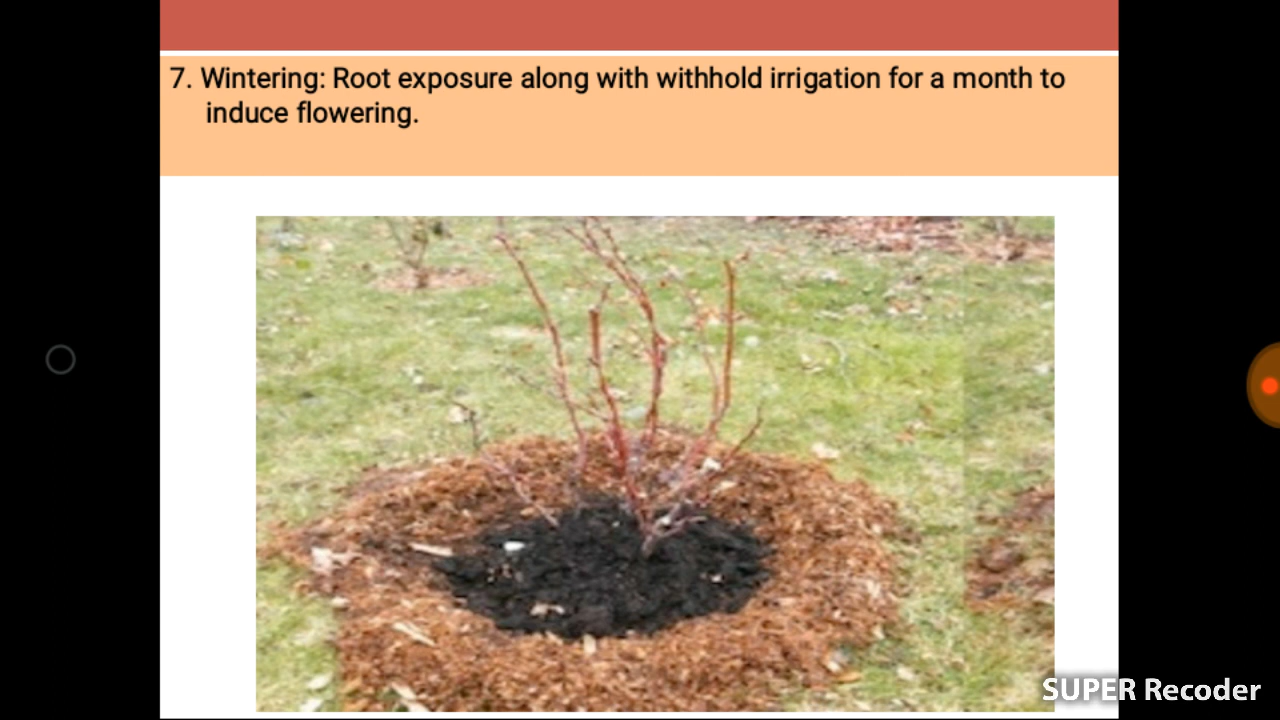 7. Wintering: Root exposure along with withhold irrigation for a month to
induce flowering.
SUPER Recoder